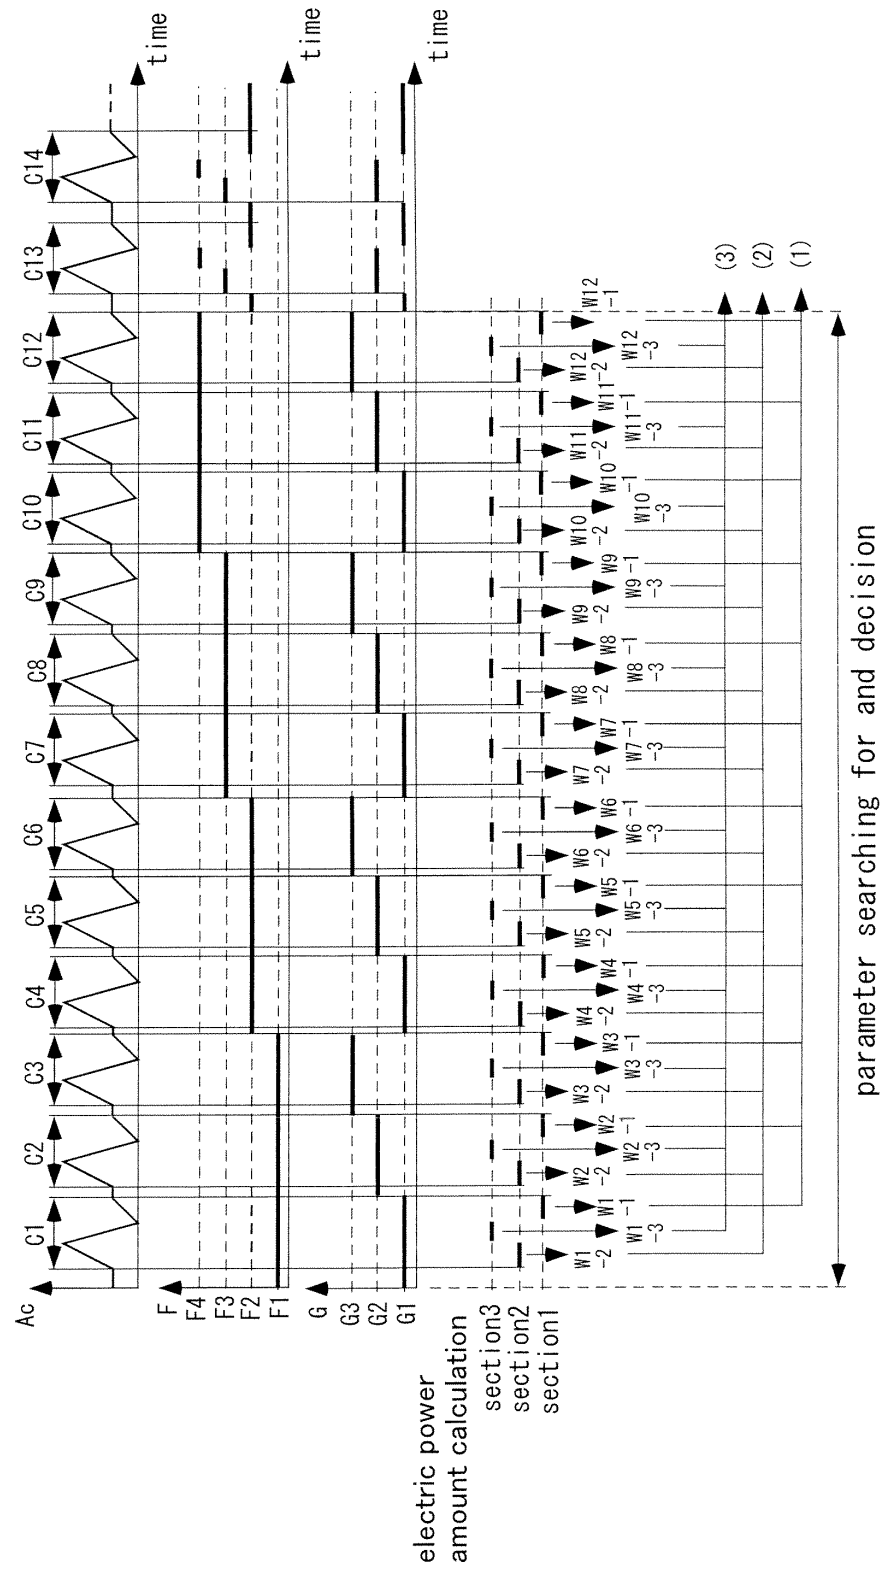 Ac
C1
C2
C3
C4
C5
C6
C7
C8
C9
C10
C11
C12
C13
C14
time
F
F4
F3
F2
F1
time
G
G3
G2
G1
time
electric power
amount calculation
section3
section2
section1
W1
-2
W1
-3
W1
-1
W2
-2
W2
-3
W2
-1
W3
-2
W3
-3
W3
-1
W4
-2
W4
-3
W4
-1
W5
-2
W5
-3
W5
-1
W6
-2
W6
-3
W6
-1
W7
-2
W7
-3
W7
-1
W8
-2
W8
-3
W8
-1
W9
-2
W9
-3
W9
-1
W10
-2
W10
-3
W10
-1
W11
-2
W11
-3
W11
-1
W12
-2
W12
-3
W12
-1
(3)
(2)
(1)
parameter searching for and decision